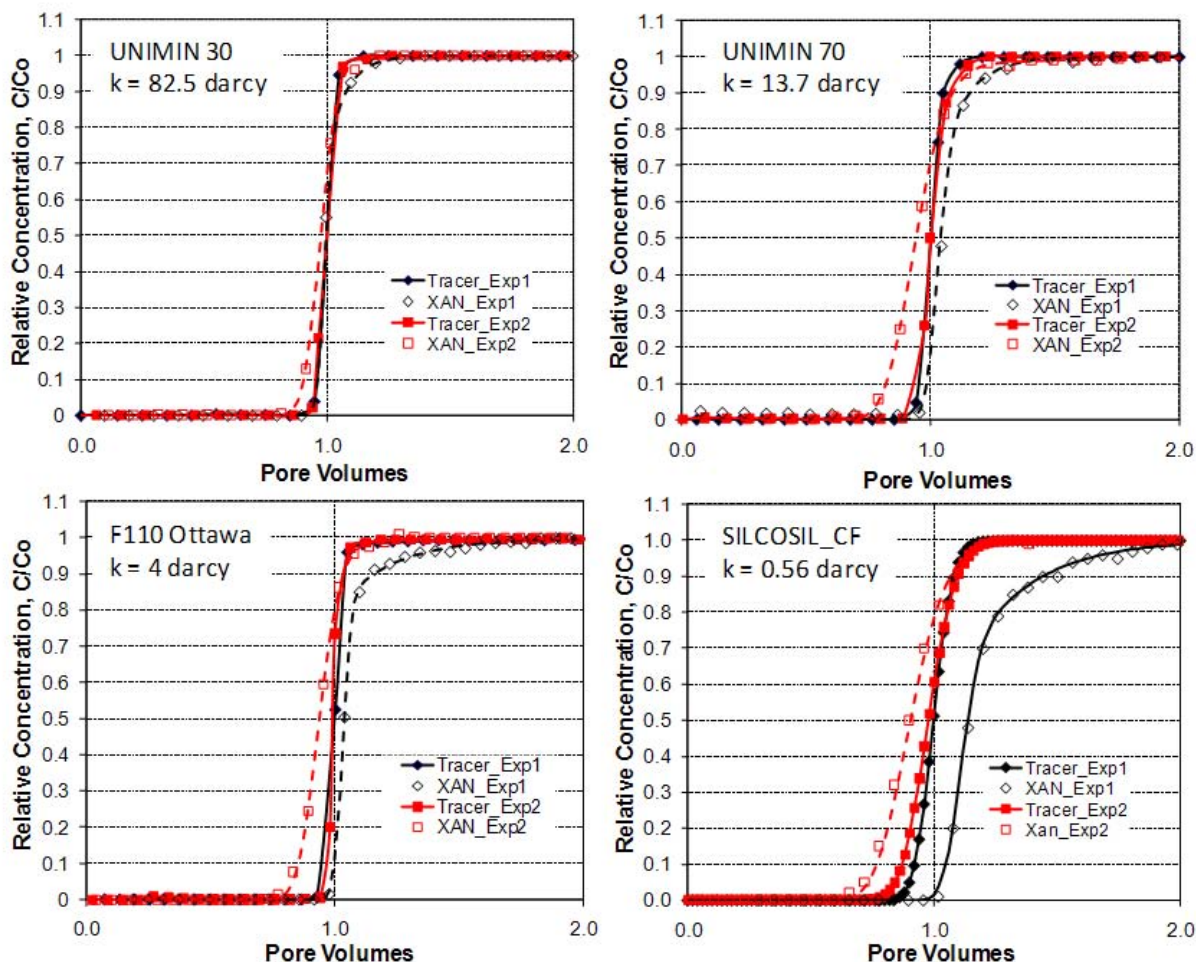 UNIMIN 30
k = 82.5 darcy
Relative Concentration, C/Co
1.1
1
0.9
0.8
0.7
0.6
0.5
0.4
0.3
0.2
0.1
0
Tracer_Exp1
XAN_Exp1
Tracer_Exp2
XAN_Exp2
0.0
1.0
2.0
Pore Volumes
UNIMIN 70
k = 13.7 darcy
Relative Concentration, C/Co
1.1
1
0.9
0.8
0.7
0.6
0.5
0.4
0.3
0.2
0.1
0
Tracer_Exp1
XAN_Exp1
Tracer_Exp2
XAN_Exp2
0.0
1.0
2.0
Pore Volumes
F110 Ottawa
k = 4 darcy
Relative Concentration, C/Co
1.1
1
0.9
0.8
0.7
0.6
0.5
0.4
0.3
0.2
0.1
0
Tracer_Exp1
XAN_Exp1
Tracer_Exp2
XAN_Exp2
0.0
1.0
2.0
Pore Volumes
SILCOSIL_CF
k = 0.56 darcy
Relative Concentration, C/Co
1.1
1
0.9
0.8
0.7
0.6
0.5
0.4
0.3
0.2
0.1
0
Tracer_Exp1
XAN_Exp1
Tracer_Exp2
Xan_Exp2
0.0
1.0
2.0
Pore Volumes